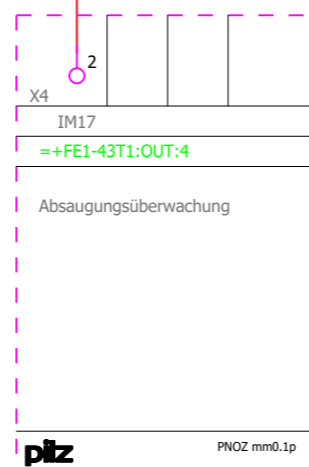 2
X4
IM17
=+FE1-43T1:OUT:4
Absaugungsüberwachung
pilz
PNOZ mm0.1p